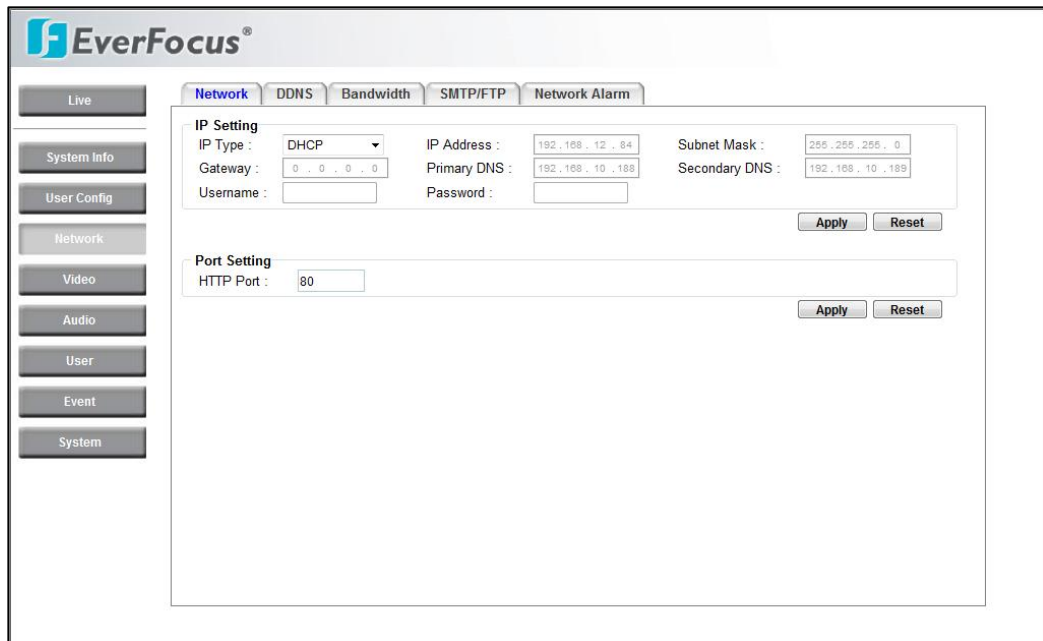 EverFocus®
Live
System Info
User Config
Network
Video
Audio
User
Event
System
Network DDNS Bandwidth SMTP/FTP Network Alarm
IP Setting
IP Type : DHCP IP Address : 192 . 168 . 12 . 84 Subnet Mask : 255 . 255 . 255 . 0
Gateway : 0 . 0 . 0 . 0 Primary DNS : 192 . 168 . 10 . 188 Secondary DNS : 192 . 168 . 10 . 189
Username : Password :
Apply Reset
Port Setting
HTTP Port : 80
Apply Reset